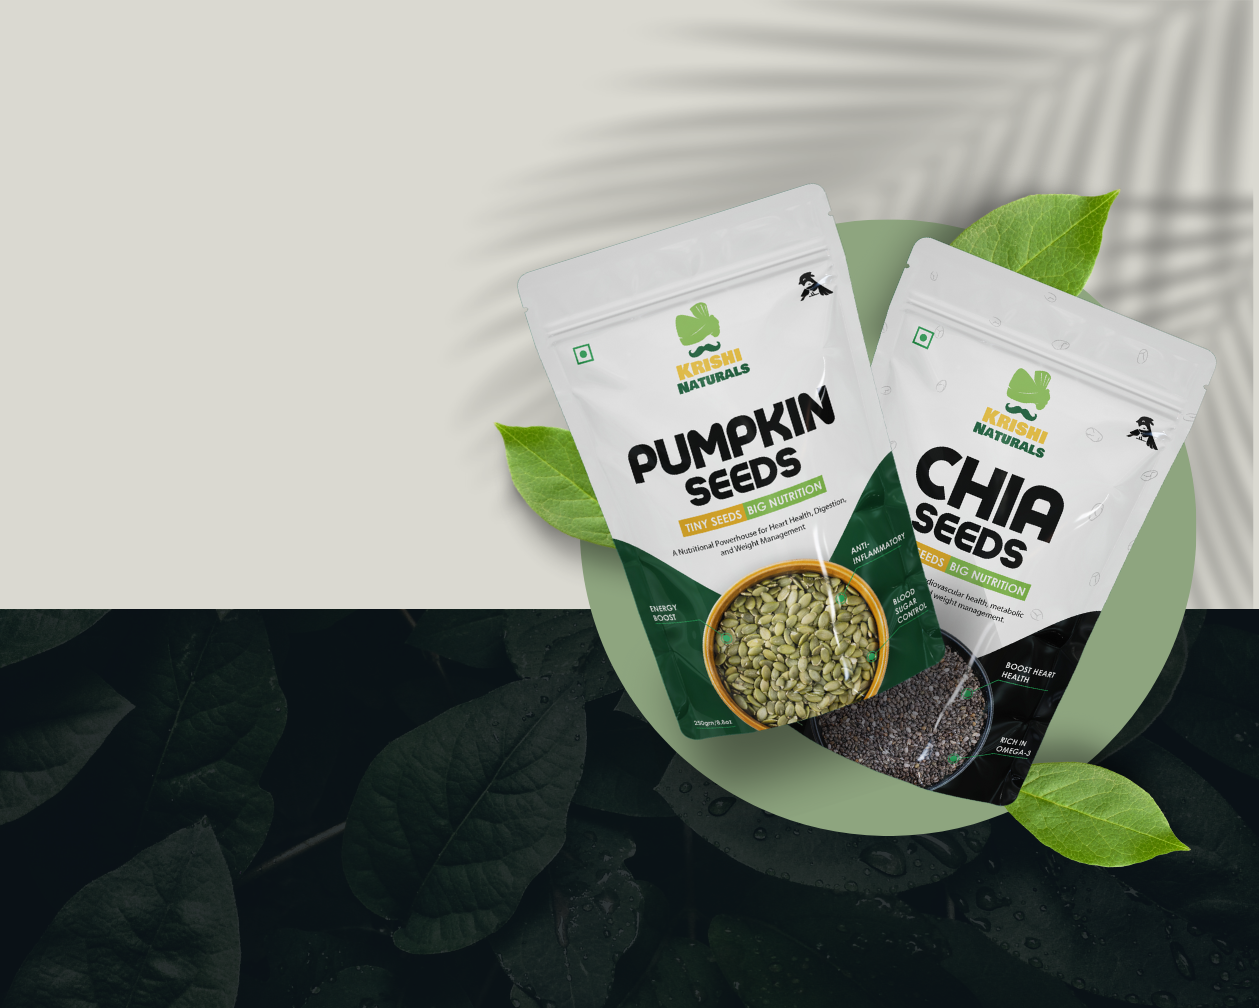 KRISHI
NATURALS
PUMPKIN
SEEDS
TINY SEEDS BIG NUTRITION
A Nutritional Powerhouse for Heart Health, Digestion,
and Weight Management
ANTI-
INFLAMMATORY
ENERGY
BOOST
BLOOD
SUGAR
CONTROL
250gm/8.8oz
KRISHI
NATURALS
CHIA
SEEDS
SEEDS BIG NUTRITION
health, metabolic
weight management.
BOOST HEART
HEALTH
RICH IN
OMEGA-3